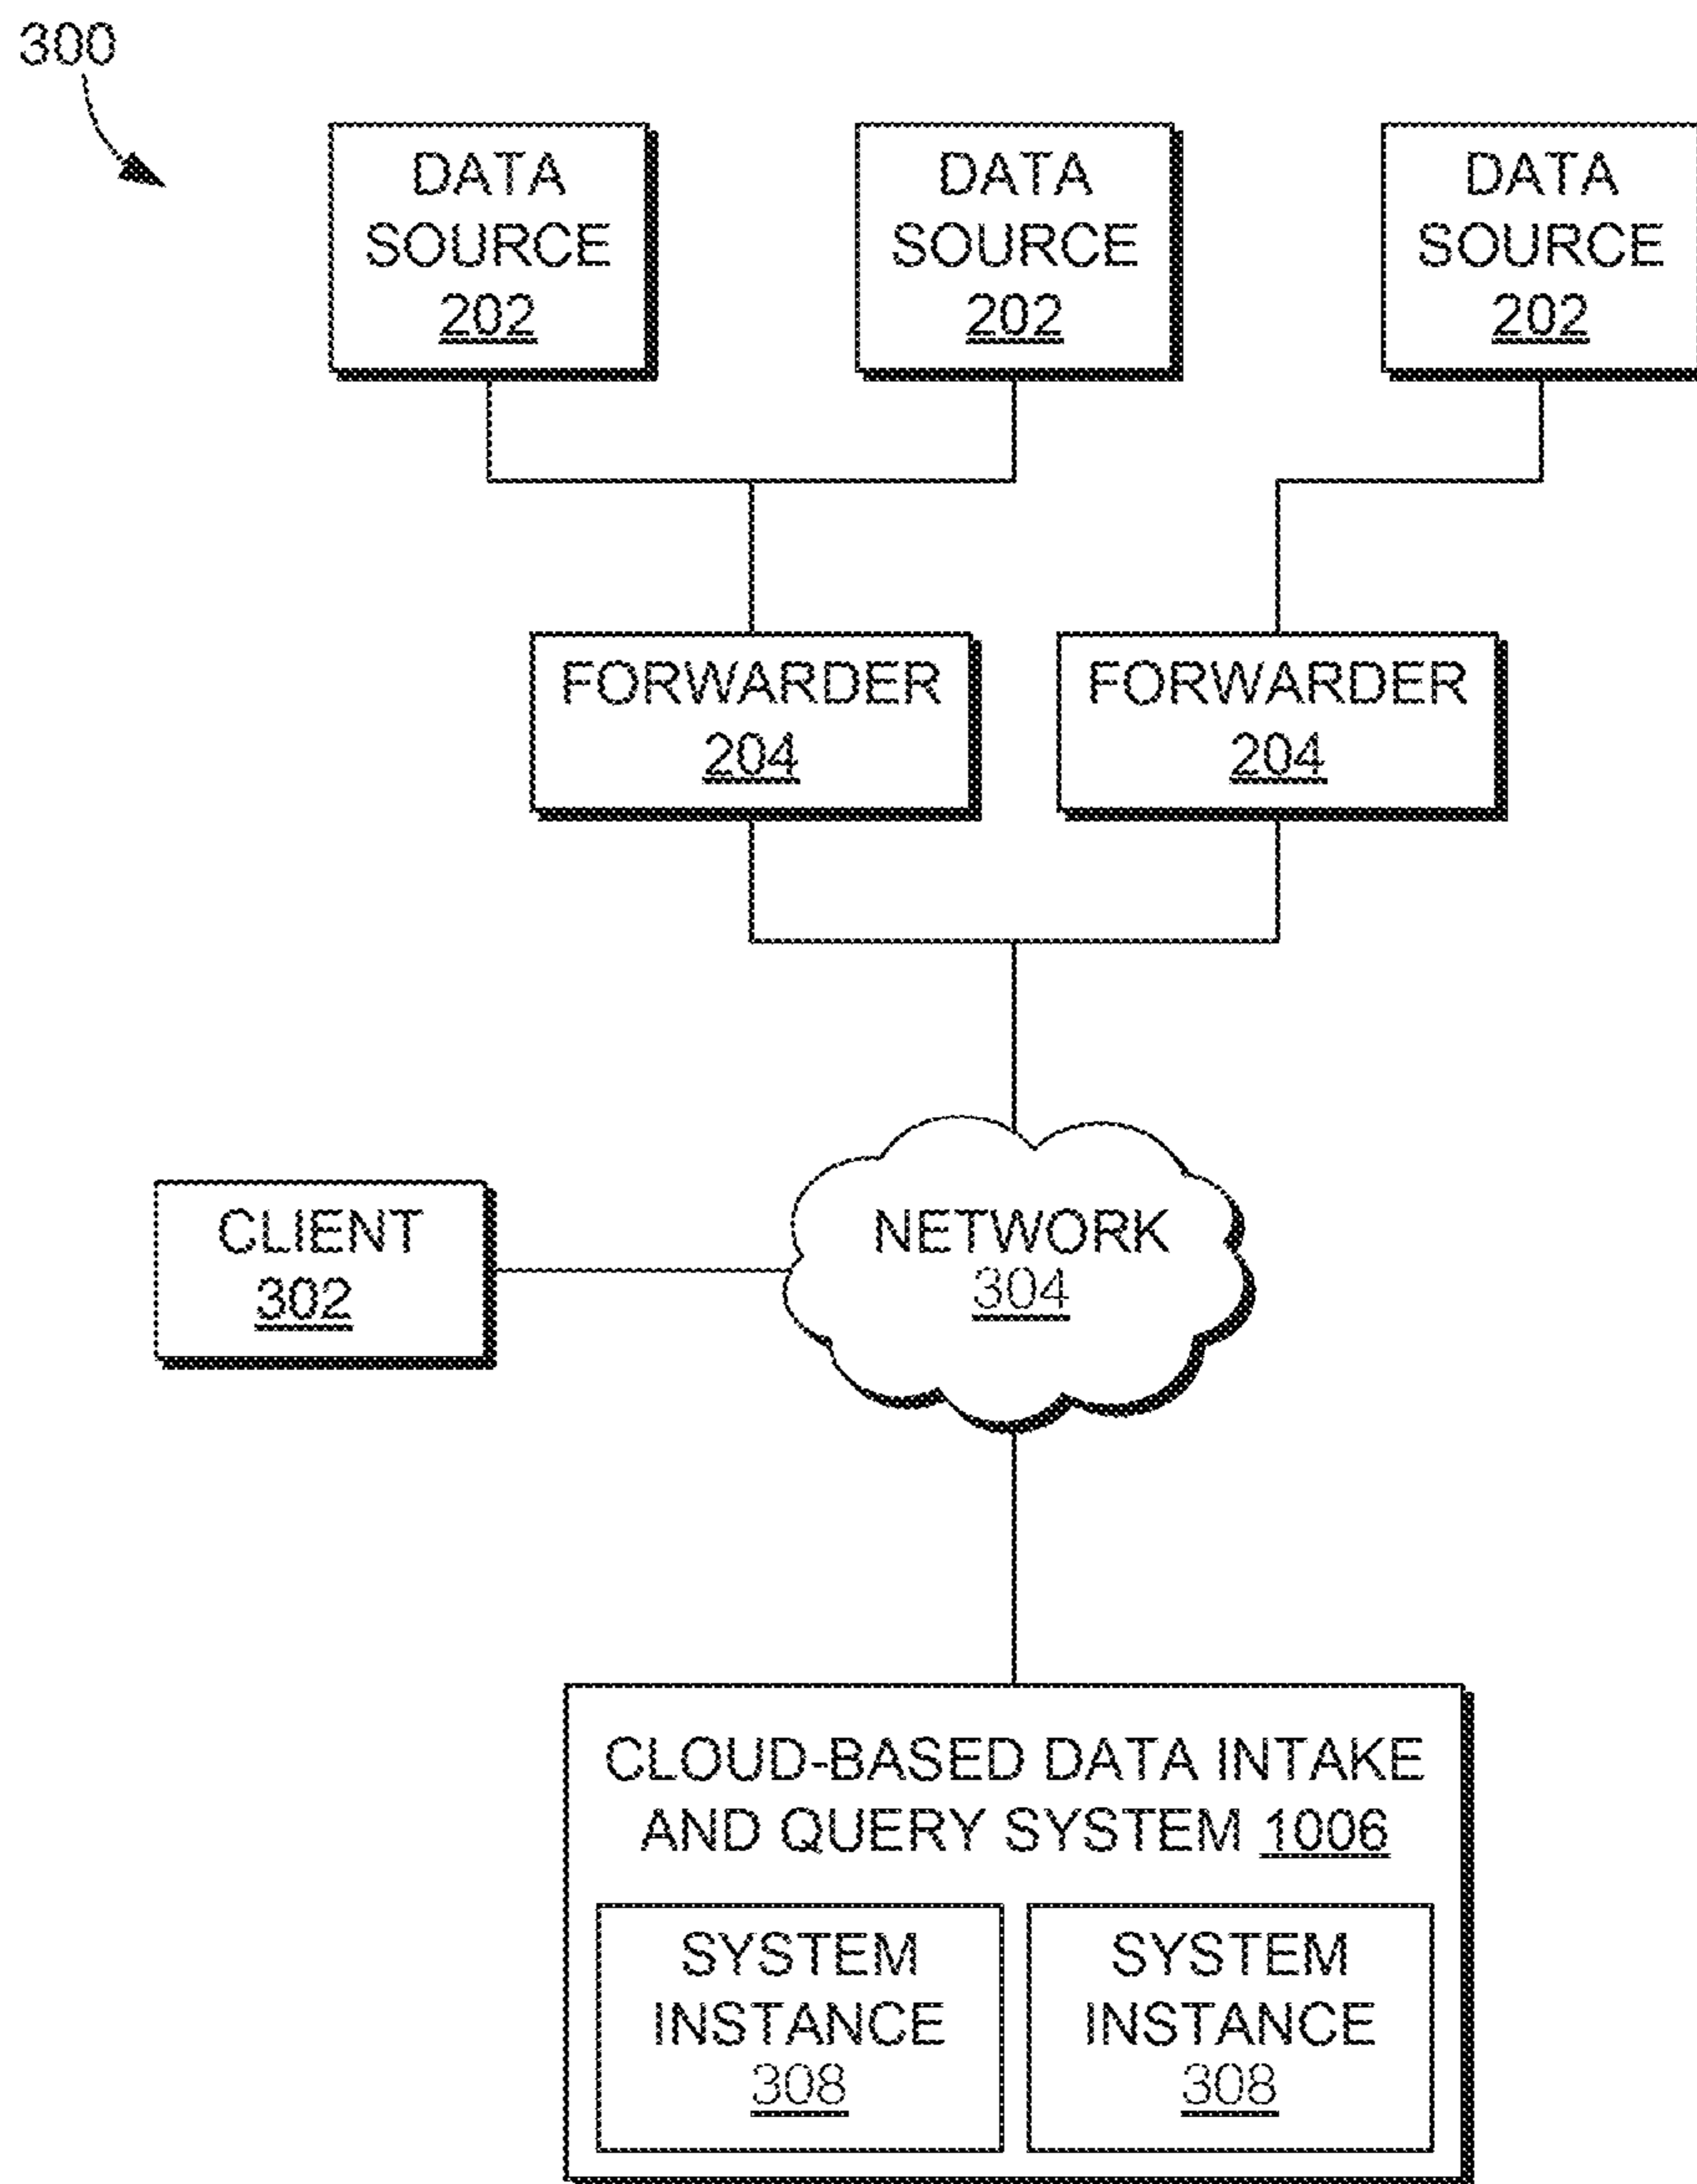 300
DATA
SOURCE
202
DATA
SOURCE
202
DATA
SOURCE
202
FORWARDER
204
FORWARDER
204
CLIENT
302
NETWORK
304
CLOUD-BASED DATA INTAKE
AND QUERY SYSTEM 1006
SYSTEM
INSTANCE
308
SYSTEM
INSTANCE
308